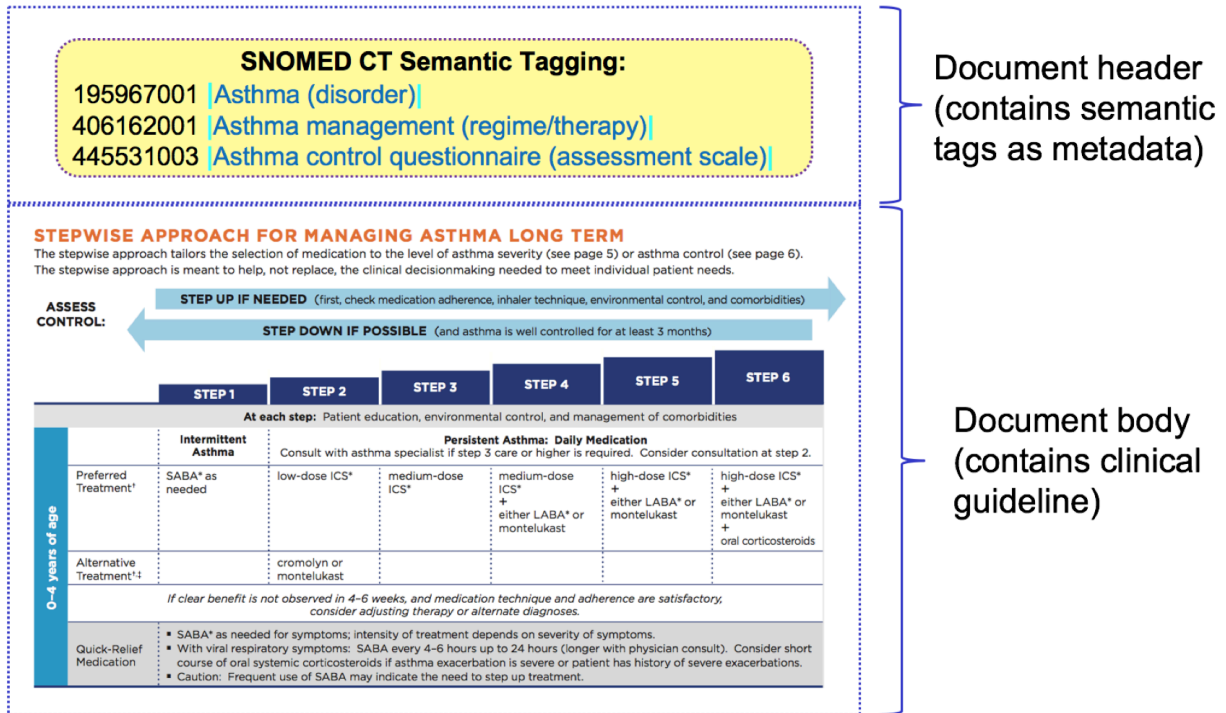 SNOMED CT Semantic Tagging:
195967001 |Asthma (disorder)|
406162001 |Asthma management (regime/therapy)|
445531003 |Asthma control questionnaire (assessment scale)|
Document header
(contains semantic
tags as metadata)
STEPWISE APPROACH FOR MANAGING ASTHMA LONG TERM
The stepwise approach tailors the selection of medication to the level of asthma severity (see page 5) or asthma control (see page 6).
The stepwise approach is meant to help, not replace, the clinical decisionmaking needed to meet individual patient needs.
ASSESS
CONTROL:
STEP UP IF NEEDED (first, check medication adherence, inhaler technique, environmental control, and comorbidities)
STEP DOWN IF POSSIBLE (and asthma is well controlled for at least 3 months)
STEP 1
STEP 2
STEP 3
STEP 4
STEP 5
STEP 6
At each step: Patient education, environmental control, and management of comorbidities
0–4 years of age
Intermittent
Asthma
Persistent Asthma: Daily Medication
Consult with asthma specialist if step 3 care or higher is required. Consider consultation at step 2.
Preferred
Treatment†
SABA* as
needed
low-dose ICS*
medium-dose
ICS*
medium-dose
ICS*
+
either LABA* or
montelukast
high-dose ICS*
+
either LABA* or
montelukast
high-dose ICS*
+
either LABA* or
montelukast
+
oral corticosteroids
Alternative
Treatment†,‡
cromolyn or
montelukast
If clear benefit is not observed in 4–6 weeks, and medication technique and adherence are satisfactory,
consider adjusting therapy or alternate diagnoses.
Quick-Relief
Medication
▪ SABA* as needed for symptoms; intensity of treatment depends on severity of symptoms.
▪ With viral respiratory symptoms: SABA every 4–6 hours up to 24 hours (longer with physician consult). Consider short
course of oral systemic corticosteroids if asthma exacerbation is severe or patient has history of severe exacerbations.
▪ Caution: Frequent use of SABA may indicate the need to step up treatment.
Document body
(contains clinical
guideline)